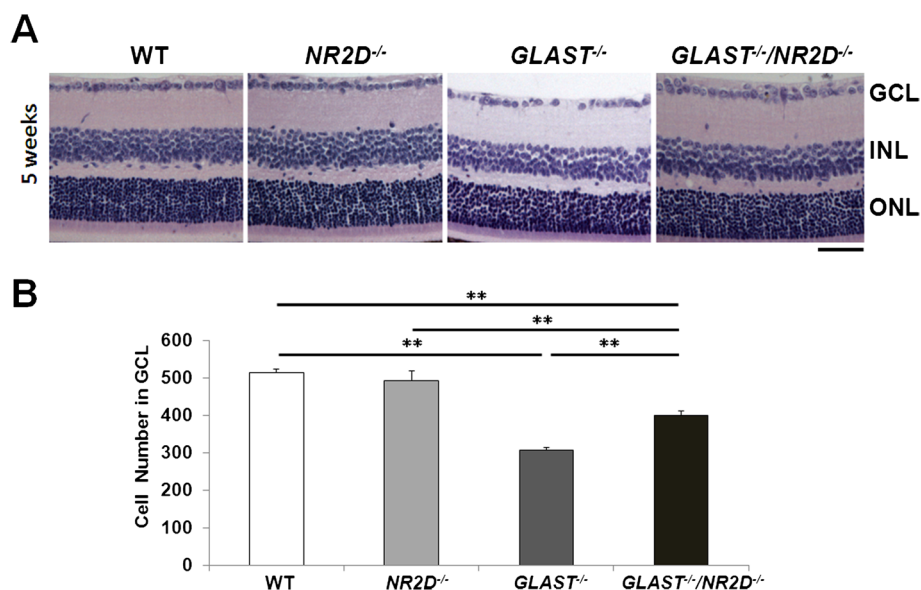 A
WT NR2D-/- GLAST-/- GLAST-/-/NR2D-/-
5 weeks
GCL
INL
ONL
B
**
**
** **
Cell Number in GCL
600
500
400
300
200
100
0
WT NR2D-/- GLAST-/- GLAST-/-/NR2D-/-